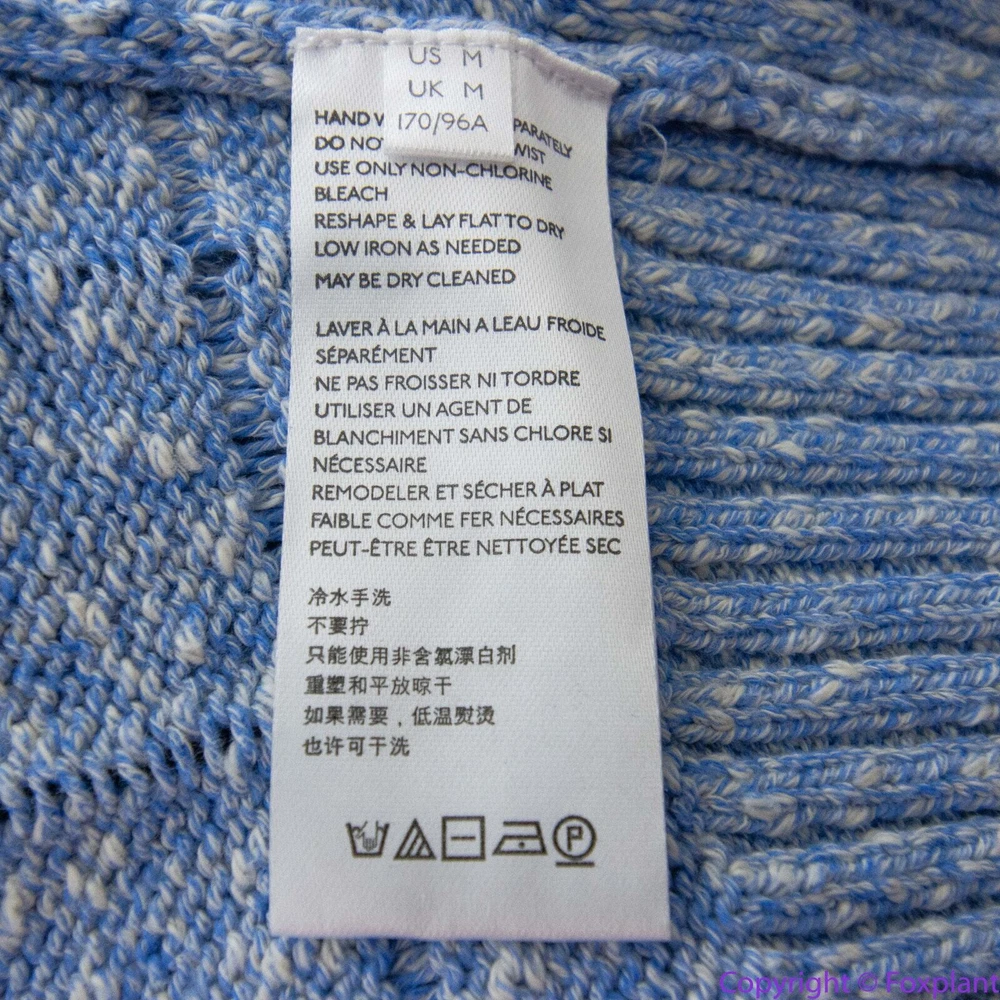 US M
UK M
170/96A
HAND W PARATELY
DO NO WIST
USE ONLY NON-CHLORINE
BLEACH
RESHAPE & LAY FLAT TO DRY
LOW IRON AS NEEDED
MAY BE DRY CLEANED
LAVER À LA MAIN A LEAU FROIDE
SÉPARÉMENT
NE PAS FROISSER NI TORDRE
UTILISER UN AGENT DE
BLANCHIMENT SANS CHLORE SI
NÉCESSAIRE
REMODELER ET SÉCHER À PLAT
FAIBLE COMME FER NÉCESSAIRES
PEUT-ÊTRE ÊTRE NETTOYÉE SEC
冷水手洗
不要拧
只能使用非含氯漂白剂
重塑和平放晾干
如果需要，低温熨烫
也许可干洗
P
Copyright © Foxplant